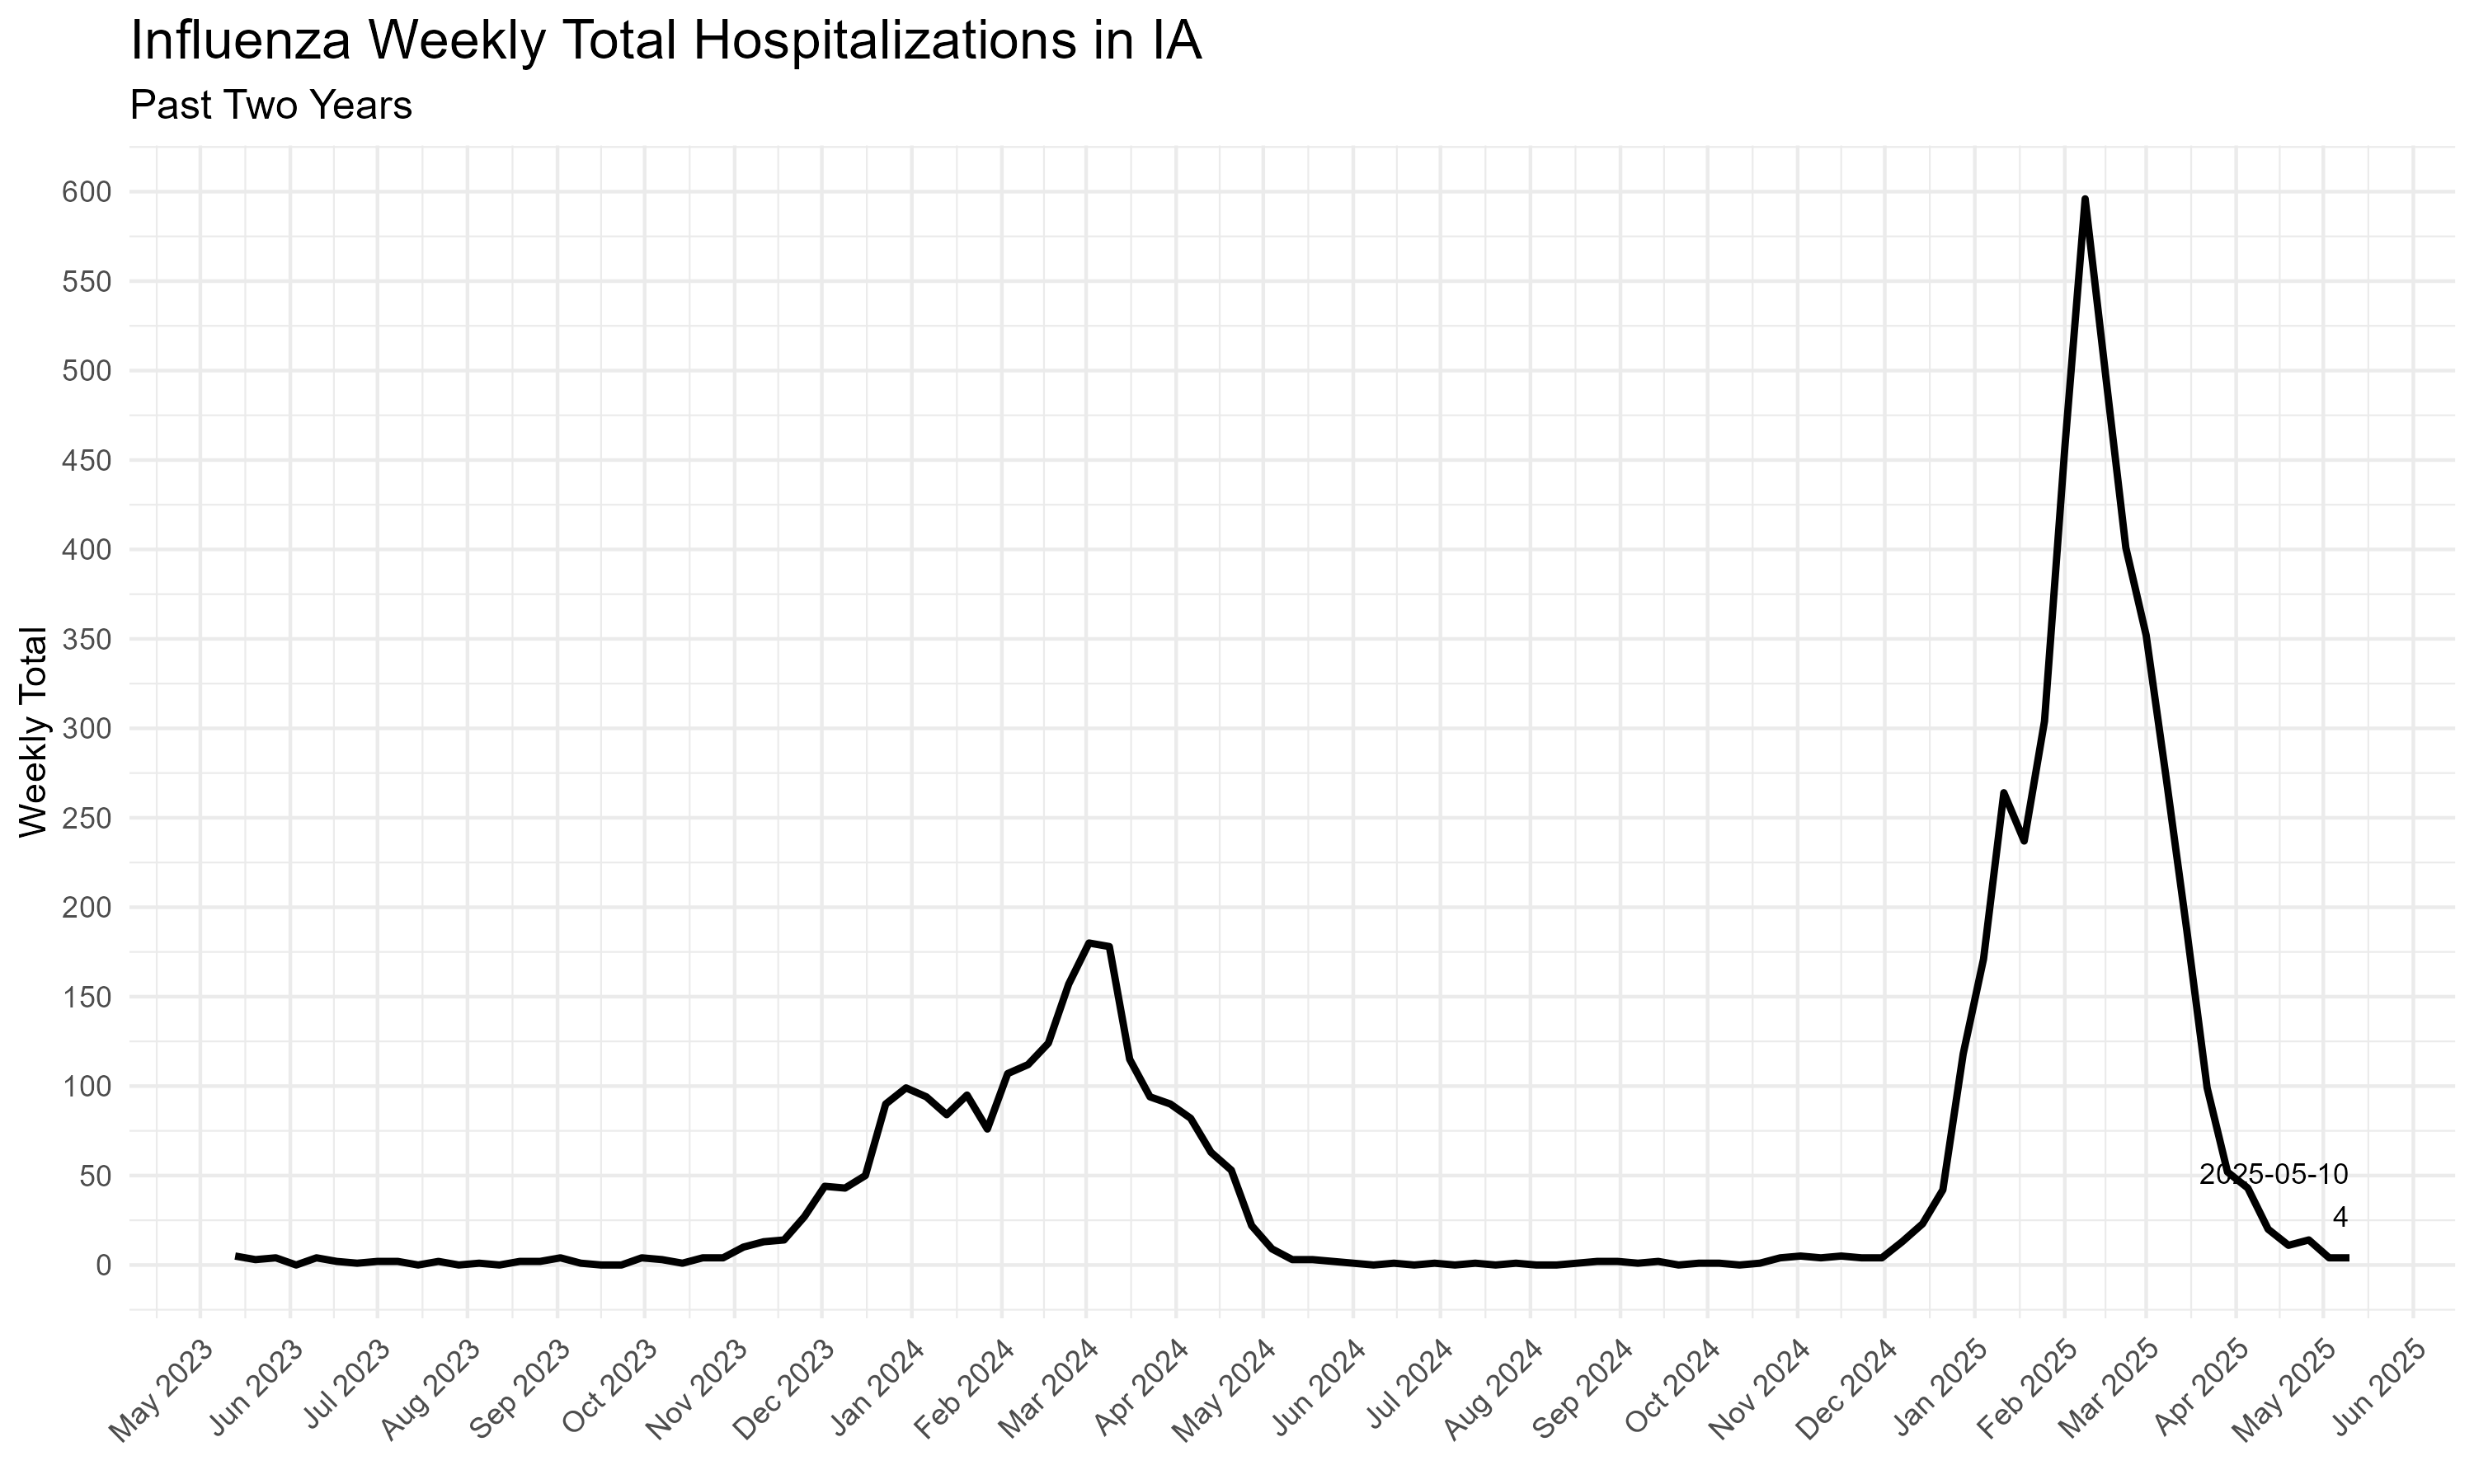 Influenza Weekly Total Hospitalizations in IA
Past Two Years
Weekly Total
600
550
500
450
400
350
300
250
200
150
100
50
0
2025-05-10
4
May 2023
Jun 2023
Jul 2023
Aug 2023
Sep 2023
Oct 2023
Nov 2023
Dec 2023
Jan 2024
Feb 2024
Mar 2024
Apr 2024
May 2024
Jun 2024
Jul 2024
Aug 2024
Sep 2024
Oct 2024
Nov 2024
Dec 2024
Jan 2025
Feb 2025
Mar 2025
Apr 2025
May 2025
Jun 2025